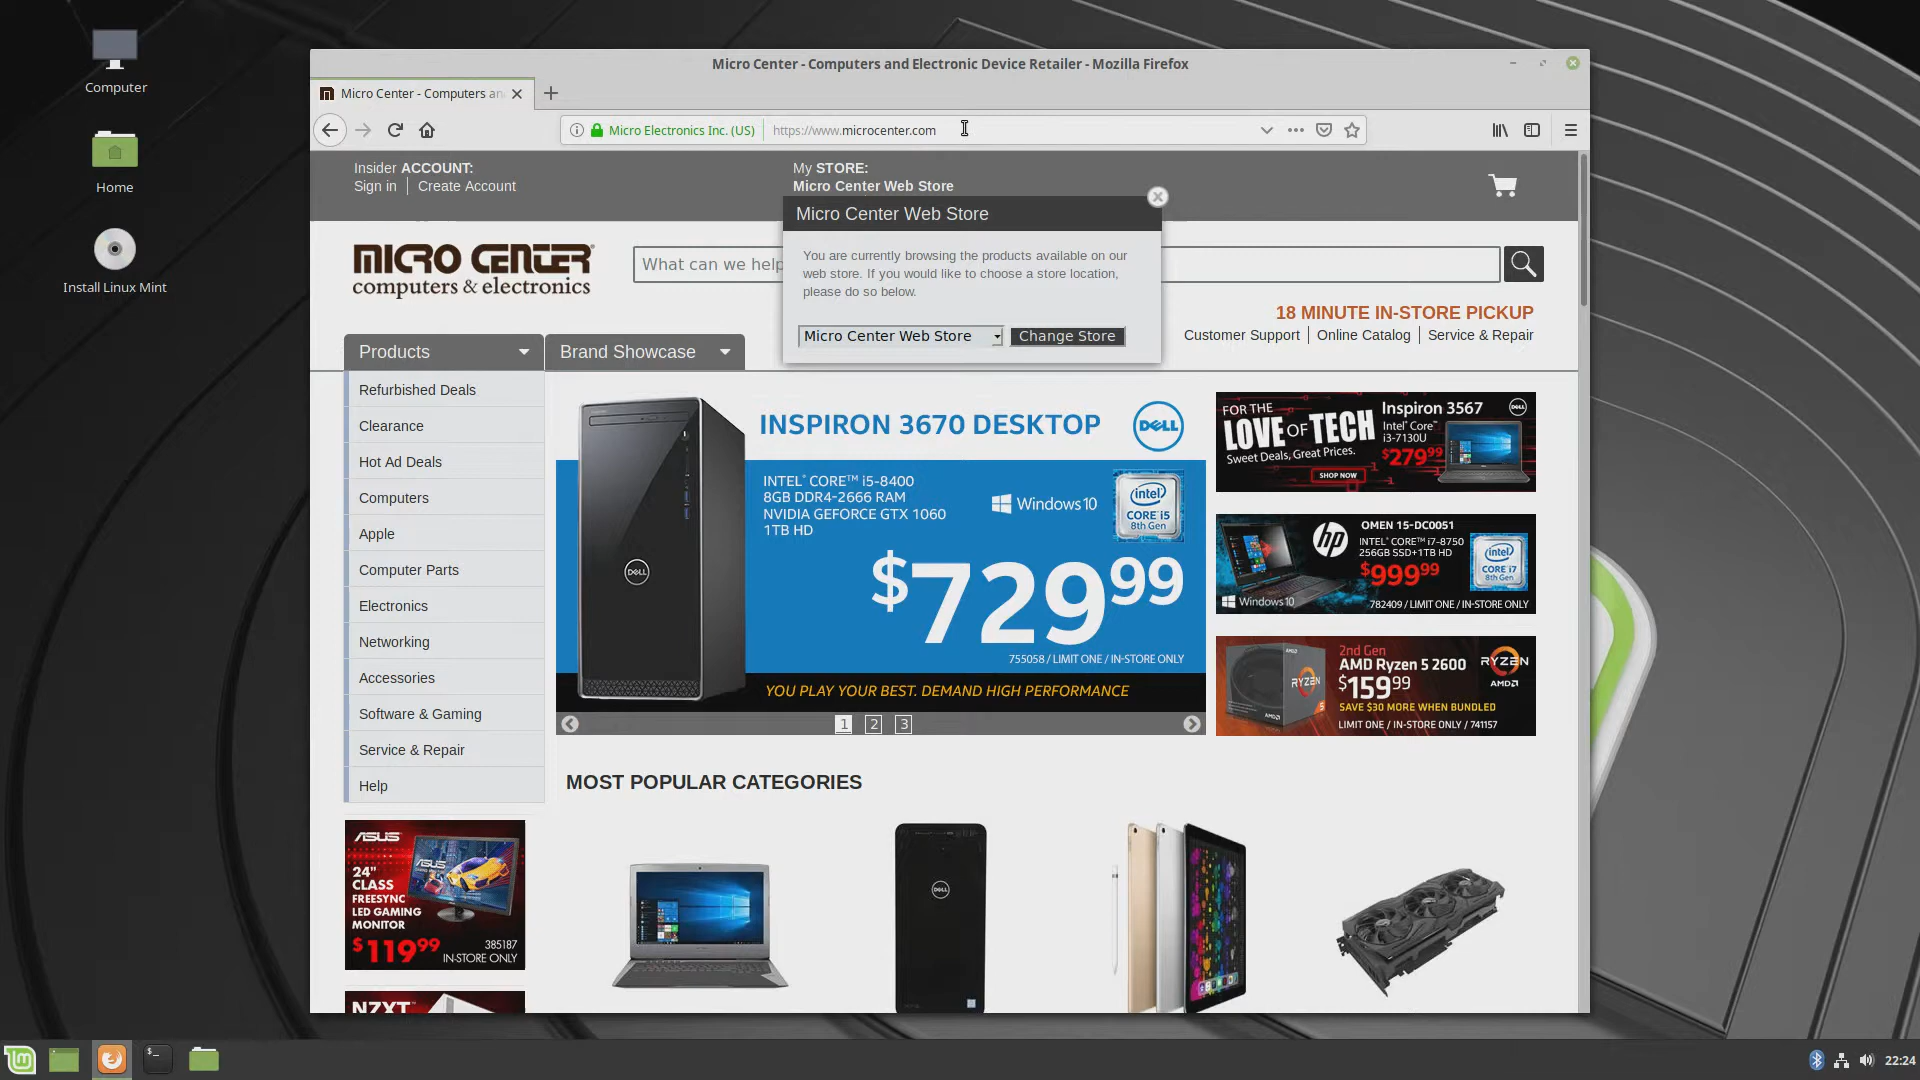 Computer
Home
Install Linux Mint
Micro Center - Computers and Electronic Device Retailer - Mozilla Firefox
Micro Center - Computers an
Micro Electronics Inc. (US)
https://www.microcenter.com
Insider ACCOUNT:
Sign in
Create Account
My STORE:
Micro Center Web Store
Micro Center Web Store
You are currently browsing the products available on our
web store. If you would like to choose a store location,
please do so below.
Micro Center Web Store
Change Store
MICRO CENTER
computers & electronics
What can we help
18 MINUTE IN-STORE PICKUP
Customer Support
Online Catalog
Service & Repair
Products
Brand Showcase
Refurbished Deals
Clearance
Hot Ad Deals
Computers
Apple
Computer Parts
Electronics
Networking
Accessories
Software & Gaming
Service & Repair
Help
INSPIRON 3670 DESKTOP
DELL
INTEL® CORE™ i5-8400
8GB DDR4-2666 RAM
NVIDIA GEFORCE GTX 1060
1TB HD
Windows 10
intel
CORE i5
8th Gen
DELL
$729 99
755058 / LIMIT ONE / IN-STORE ONLY
YOU PLAY YOUR BEST. DEMAND HIGH PERFORMANCE
1
2
3
FOR THE
LOVE OF TECH
Sweet Deals, Great Prices.
SHOP NOW
Inspiron 3567
DELL
Intel® Core™
i3-7130U
$279 99
OMEN 15-DC0051
INTEL® CORE™ i7-8750
256GB SSD+1TB HD
$999 99
hp
intel
CORE i7
8th Gen
Windows 10
782409 / LIMIT ONE / IN-STORE ONLY
2nd Gen
AMD Ryzen 5 2600
$159 99
SAVE $30 MORE WHEN BUNDLED
LIMIT ONE / IN-STORE ONLY / 741157
RYZEN
AMD
AMD
RYZEN
5
AMD
MOST POPULAR CATEGORIES
ASUS
ASUS
24"
CLASS
FREESYNC
LED GAMING
MONITOR
$119 99
385187
IN-STORE ONLY
NZXT
DELL
22:24